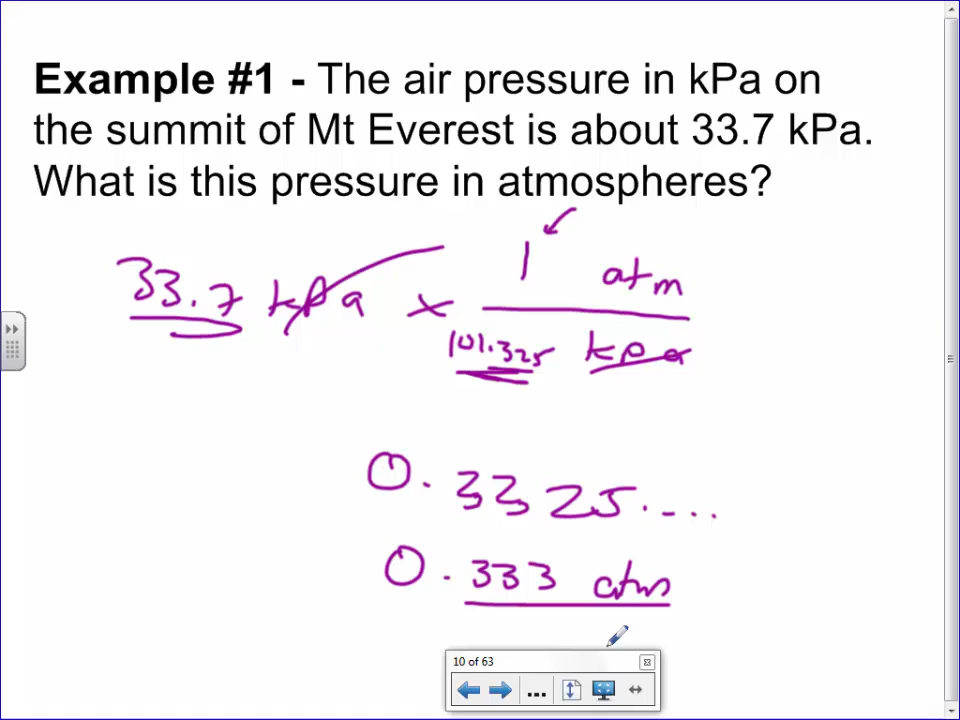 Example #1 - The air pressure in kPa on
the summit of Mt Everest is about 33.7 kPa.
What is this pressure in atmospheres?
33.7 kPa x 1 atm
101.325 kPa
0.3325....
0.333 atm
10 of 63